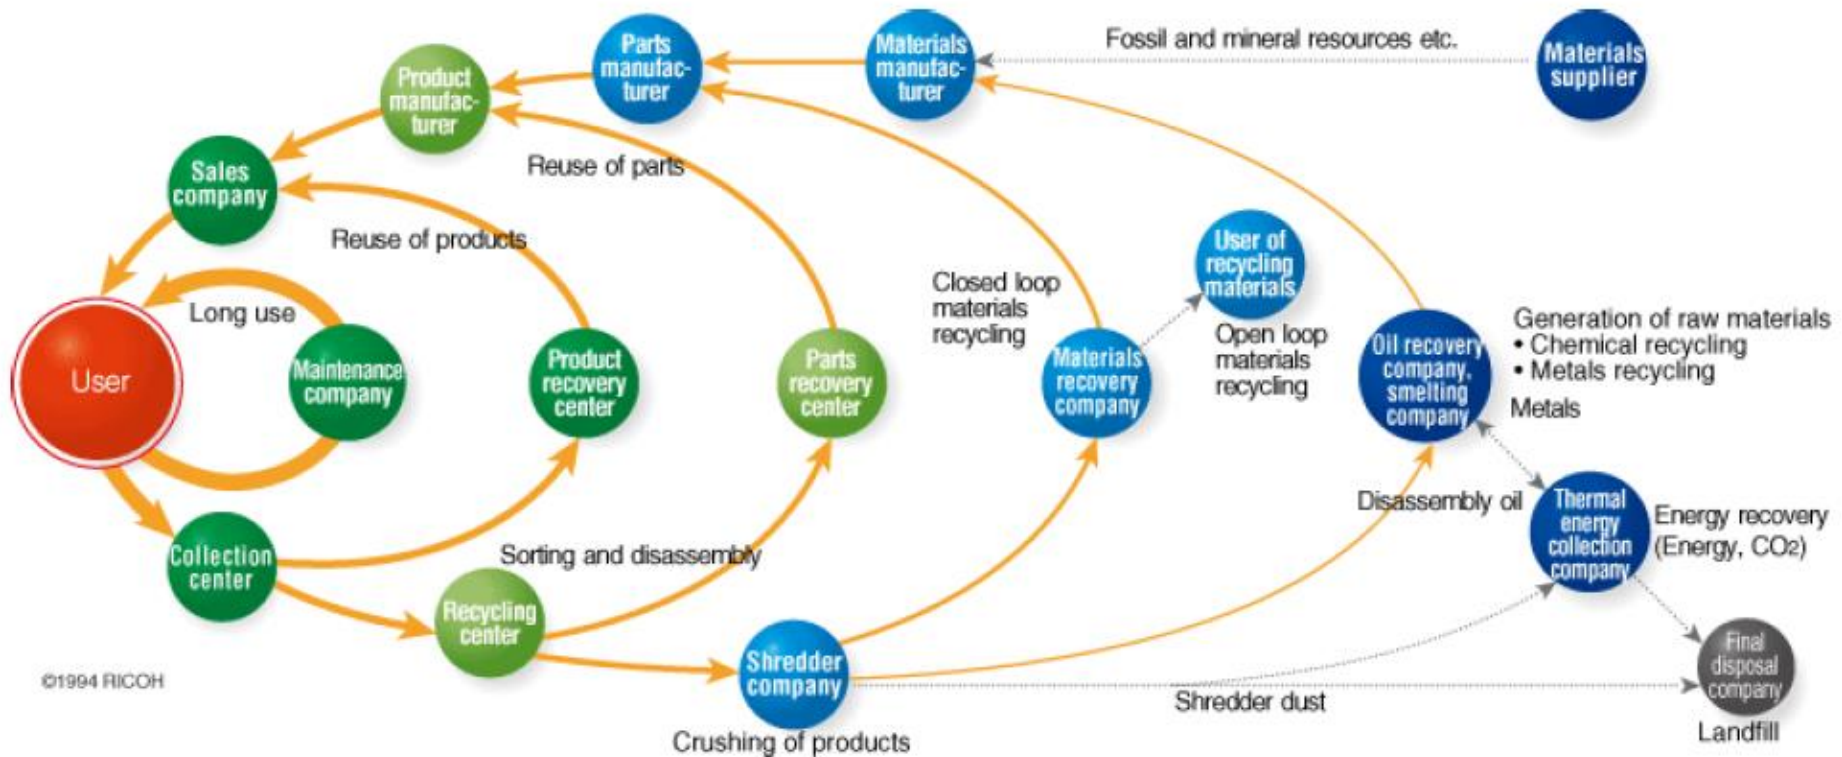 Parts
manufac-
turer
Materials
manufac-
turer
Fossil and mineral resources etc.
Materials
supplier
Product
manufac-
turer
Sales
company
Reuse of parts
Reuse of products
User of
recycling
materials
Closed loop
materials
recycling
Open loop
materials
recycling
Long use
User
Maintenance
company
Product
recovery
center
Parts
recovery
center
Materials
recovery
company
Oil recovery
company,
smelting
company
Generation of raw materials
• Chemical recycling
• Metals recycling
Metals
Disassembly oil
Thermal
energy
collection
company
Energy recovery
(Energy, CO2)
Collection
center
Sorting and disassembly
Recycling
center
Shredder
company
Crushing of products
Shredder dust
Final
disposal
company
Landfill
©1994 RICOH